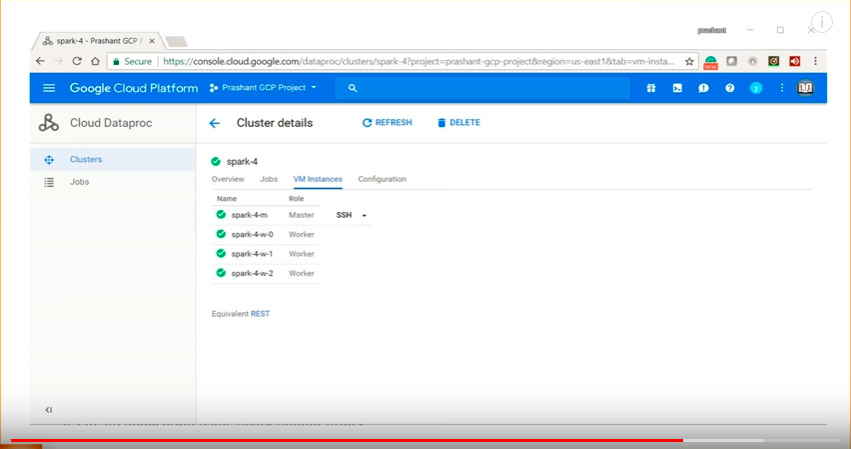 prashant
spark-4 - Prashant GCP P
Secure https://console.cloud.google.com/dataproc/clusters/spark-4?project=prashant-gcp-project&region=us-east1&tab=vm-insta...
NEW
Google Cloud Platform Prashant GCP Project
Cloud Dataproc
Cluster details REFRESH DELETE
Clusters
Jobs
spark-4
Overview Jobs VM Instances Configuration
Name Role
spark-4-m Master SSH
spark-4-w-0 Worker
spark-4-w-1 Worker
spark-4-w-2 Worker
Equivalent REST